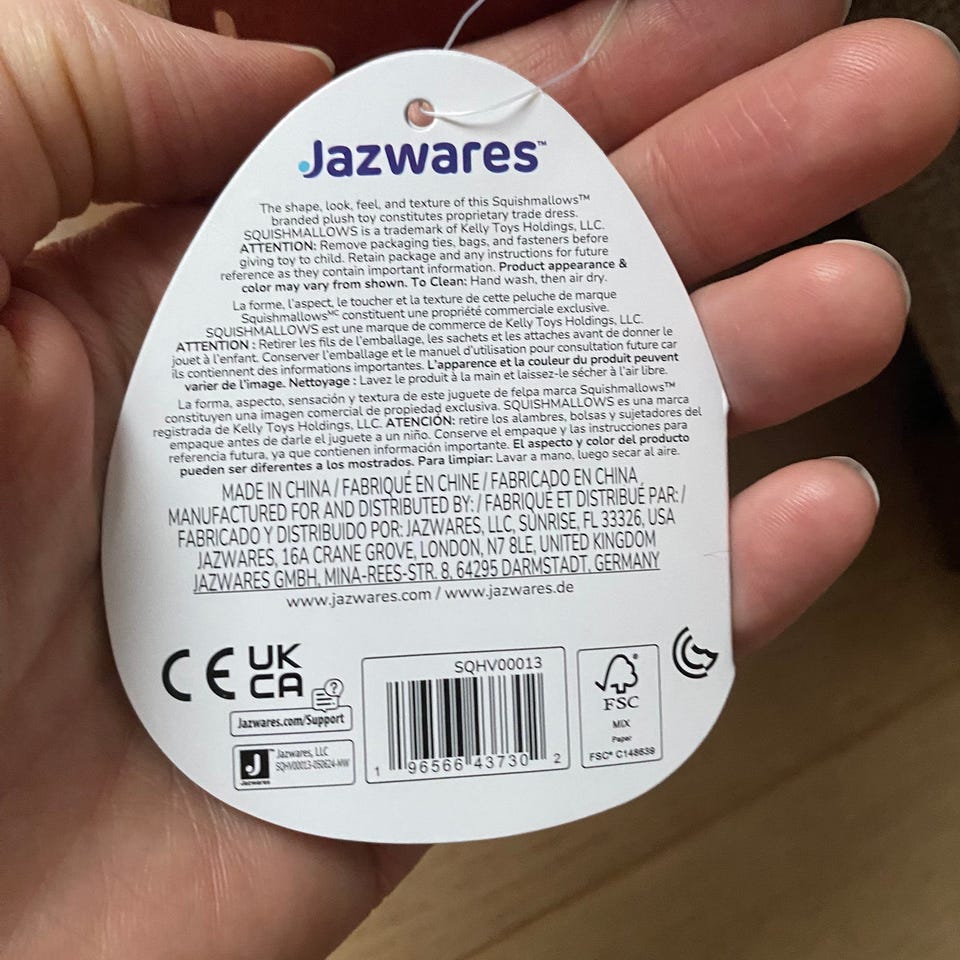 Jazwares™
The shape, look, feel, and texture of this Squishmallows™
branded plush toy constitutes proprietary trade dress.
SQUISHMALLOWS is a trademark of Kelly Toys Holdings, LLC.
ATTENTION: Remove packaging ties, bags, and fasteners before
giving toy to child. Retain package and any instructions for future
reference as they contain important information. Product appearance &
color may vary from shown. To Clean: Hand wash, then air dry.
La forme, l'aspect, le toucher et la texture de cette peluche de marque
Squishmallowsᴹᶜ constituent une propriété commerciale exclusive.
SQUISHMALLOWS est une marque de commerce de Kelly Toys Holdings, LLC.
ATTENTION : Retirer les fils de l'emballage, les sachets et les attaches avant de donner le
jouet à l'enfant. Conserver l'emballage et le manuel d'utilisation pour consultation future car
ils contiennent des informations importantes. L'apparence et la couleur du produit peuvent
varier de l'image. Nettoyage : Lavez le produit à la main et laissez-le sécher à l'air libre.
La forma, aspecto, sensación y textura de este juguete de felpa marca Squishmallows™
constituyen una imagen comercial de propiedad exclusiva. SQUISHMALLOWS es una marca
registrada de Kelly Toys Holdings, LLC. ATENCIÓN: retire los alambres, bolsas y sujetadores del
empaque antes de darle el juguete a un niño. Conserve el empaque y las instrucciones para
referencia futura, ya que contienen información importante. El aspecto y color del producto
pueden ser diferentes a los mostrados. Para limpiar: Lavar a mano, luego secar al aire.
MADE IN CHINA / FABRIQUÉ EN CHINE / FABRICADO EN CHINA
MANUFACTURED FOR AND DISTRIBUTED BY: / FABRIQUÉ ET DISTRIBUÉ PAR: /
FABRICADO Y DISTRIBUIDO POR: JAZWARES, LLC, SUNRISE, FL 33326, USA
JAZWARES, 16A CRANE GROVE, LONDON, N7 8LE, UNITED KINGDOM
JAZWARES GMBH, MINA-REES-STR. 8, 64295 DARMSTADT, GERMANY
www.jazwares.com / www.jazwares.de
CE
UK
CA
?
Jazwares.com/Support
J™
Jazwares
Jazwares, LLC
SQHV00013-050624-NW
SQHV00013
1 96566 43730 2
FSC
MIX
Paper
FSC® C148639